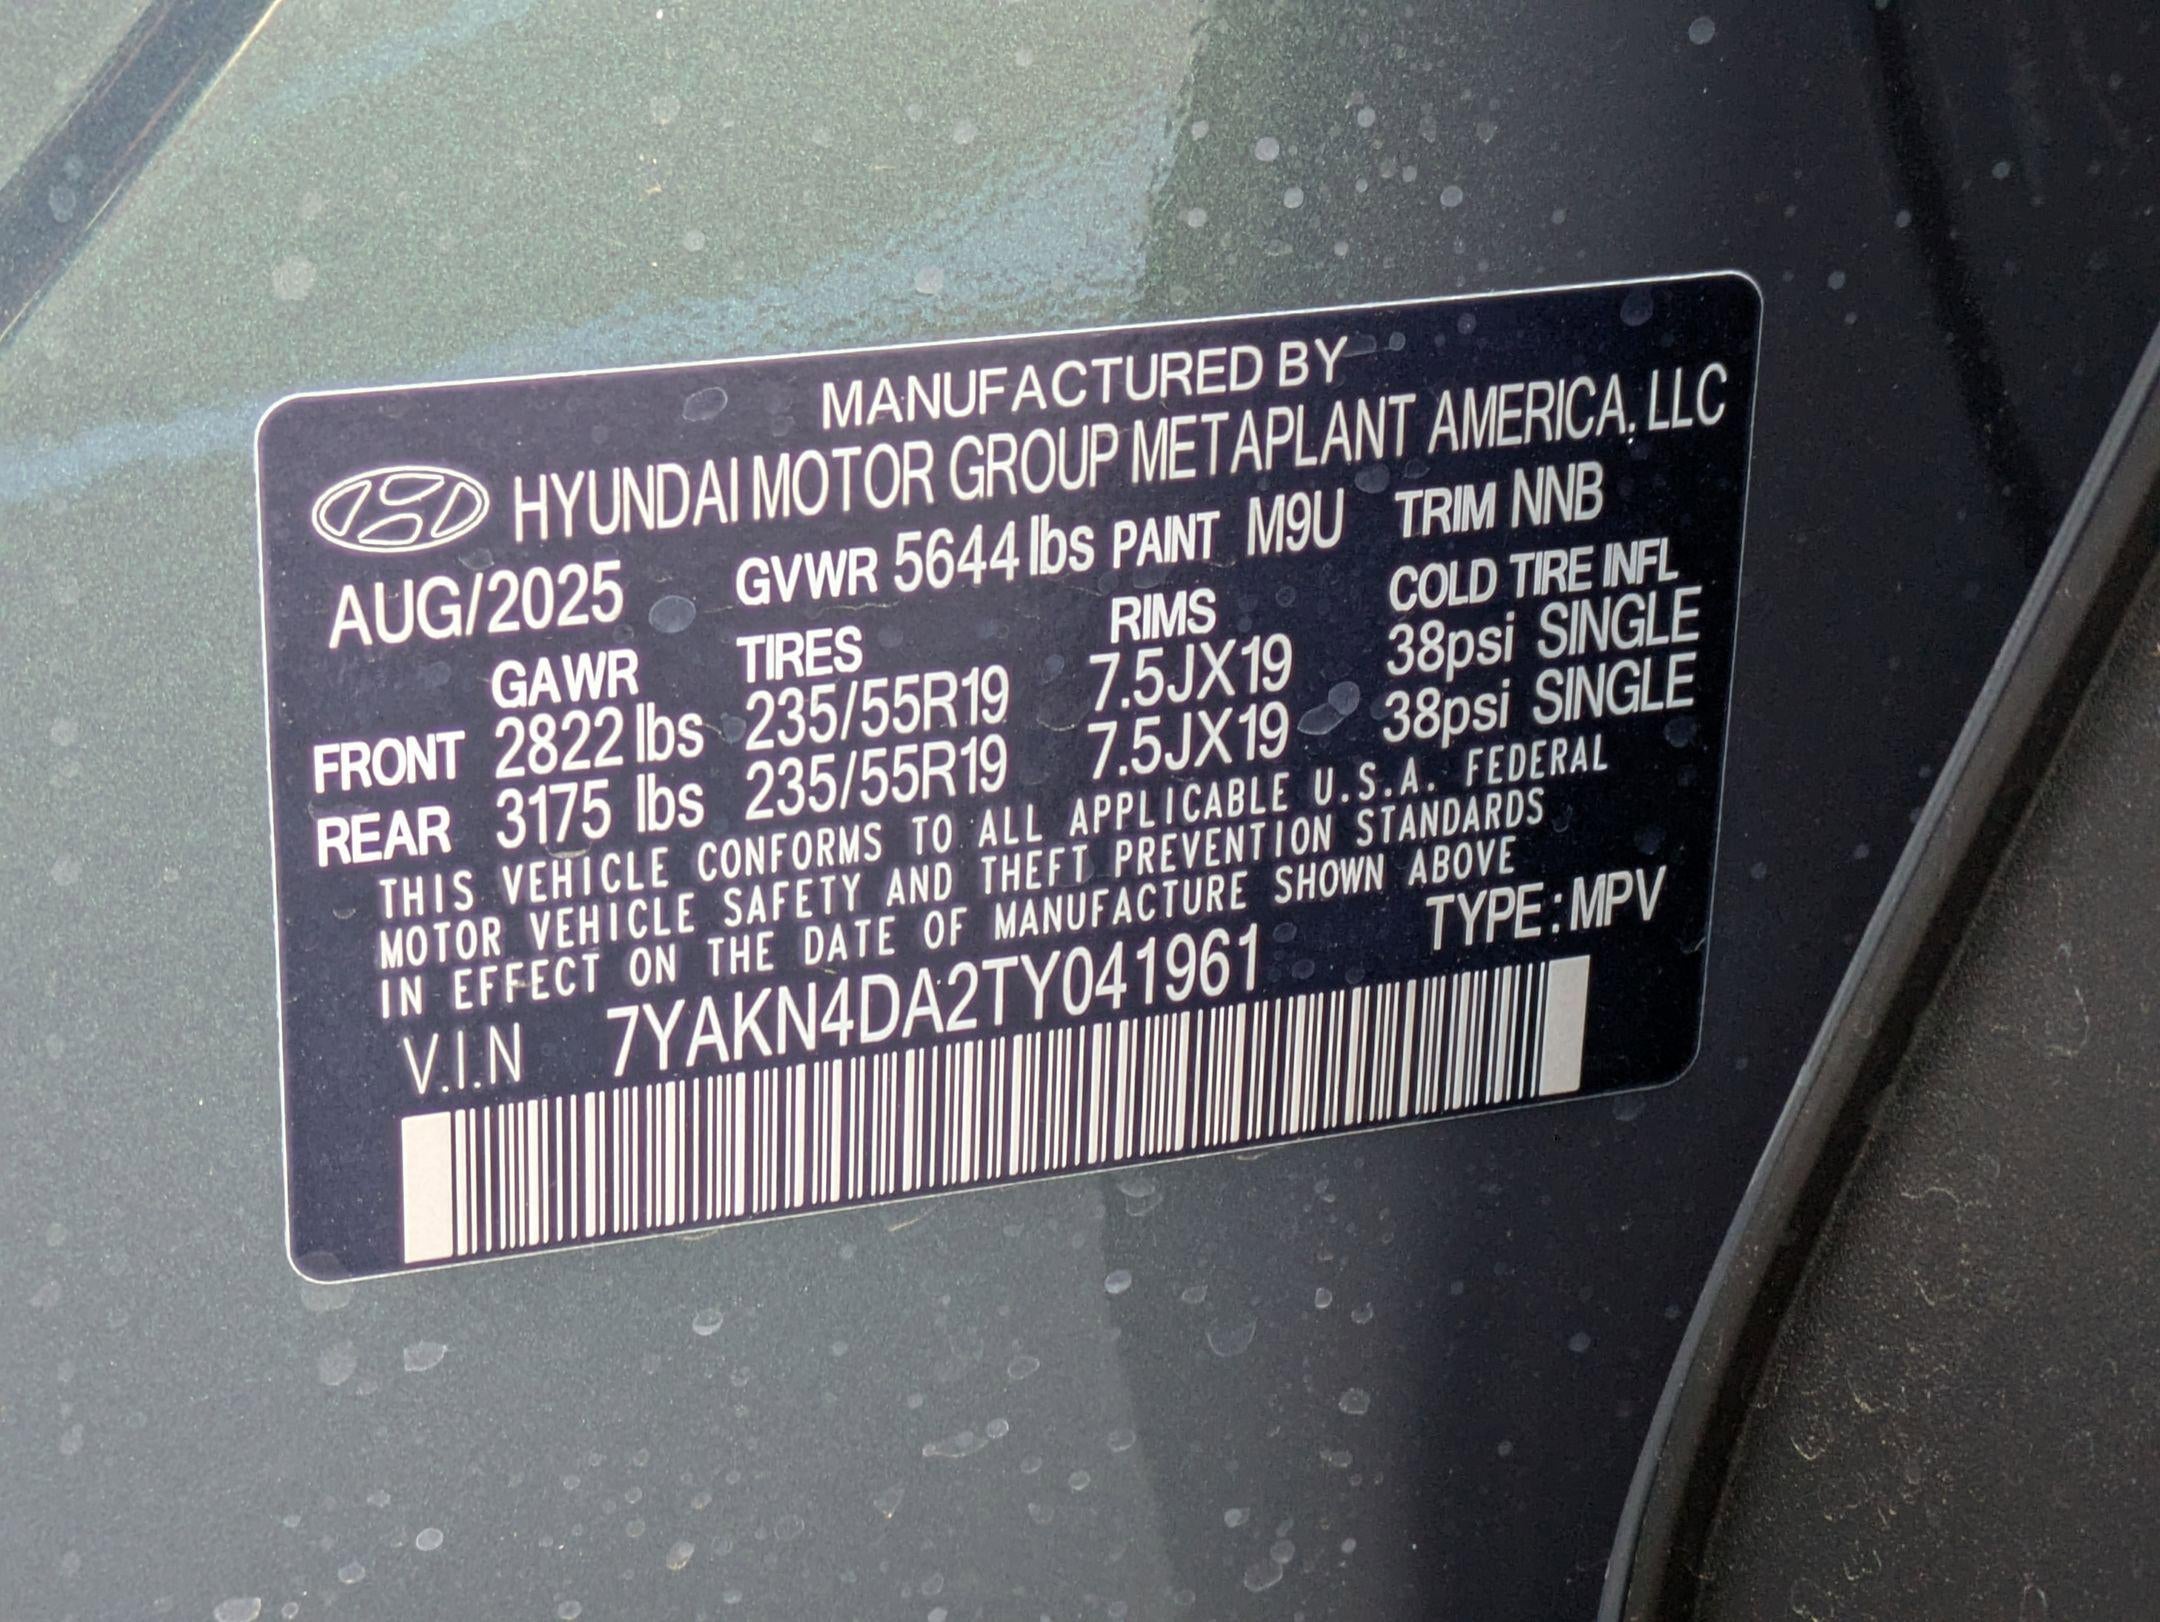 MANUFACTURED BY
HYUNDAI MOTOR GROUP METAPLANT AMERICA, LLC
AUG/2025 GVWR 5644 lbs PAINT M9U TRIM NNB
GAWR TIRES RIMS COLD TIRE INFL
FRONT 2822 lbs 235/55R19 7.5JX19 38psi SINGLE
REAR 3175 lbs 235/55R19 7.5JX19 38psi SINGLE
THIS VEHICLE CONFORMS TO ALL APPLICABLE U.S.A. FEDERAL
MOTOR VEHICLE SAFETY AND THEFT PREVENTION STANDARDS
IN EFFECT ON THE DATE OF MANUFACTURE SHOWN ABOVE
V.I.N 7YAKN4DA2TY041961 TYPE: MPV